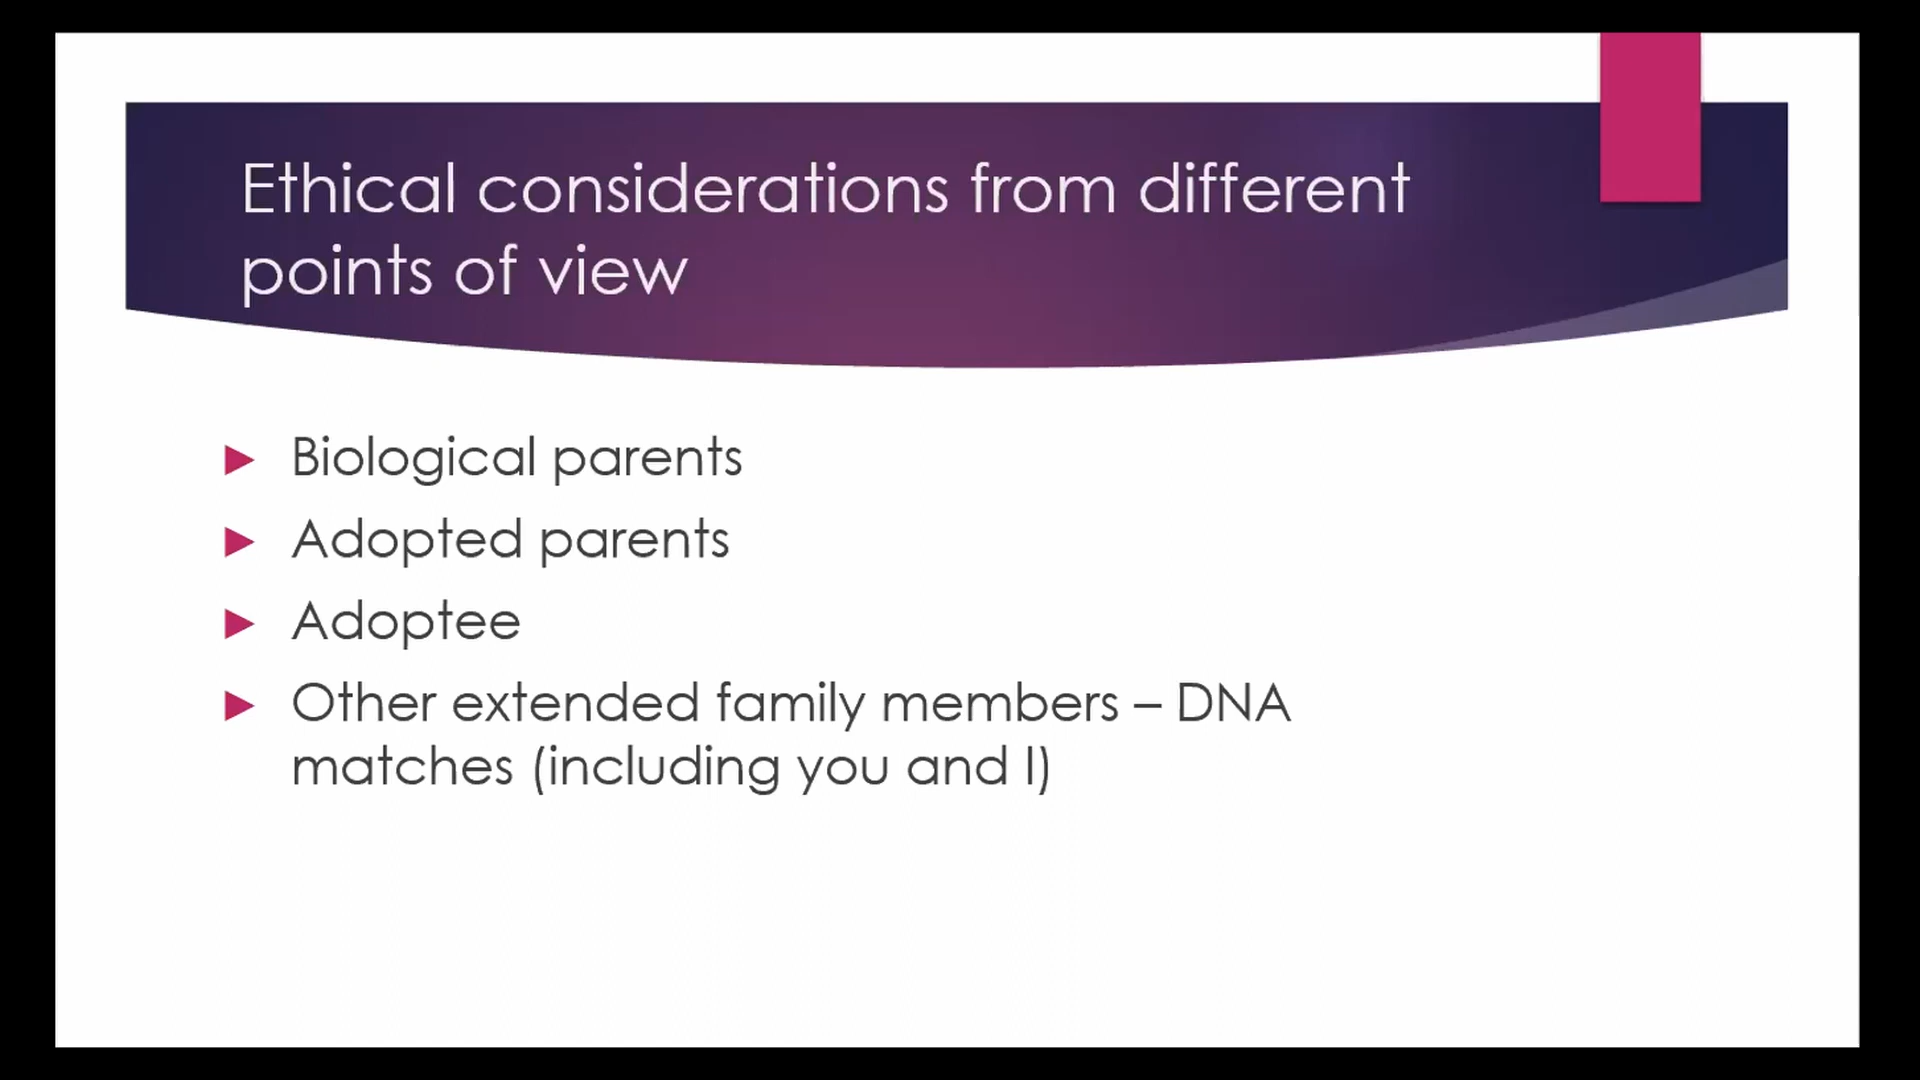 Ethical considerations from different
points of view
Biological parents
Adopted parents
Adoptee
Other extended family members – DNA
matches (including you and I)